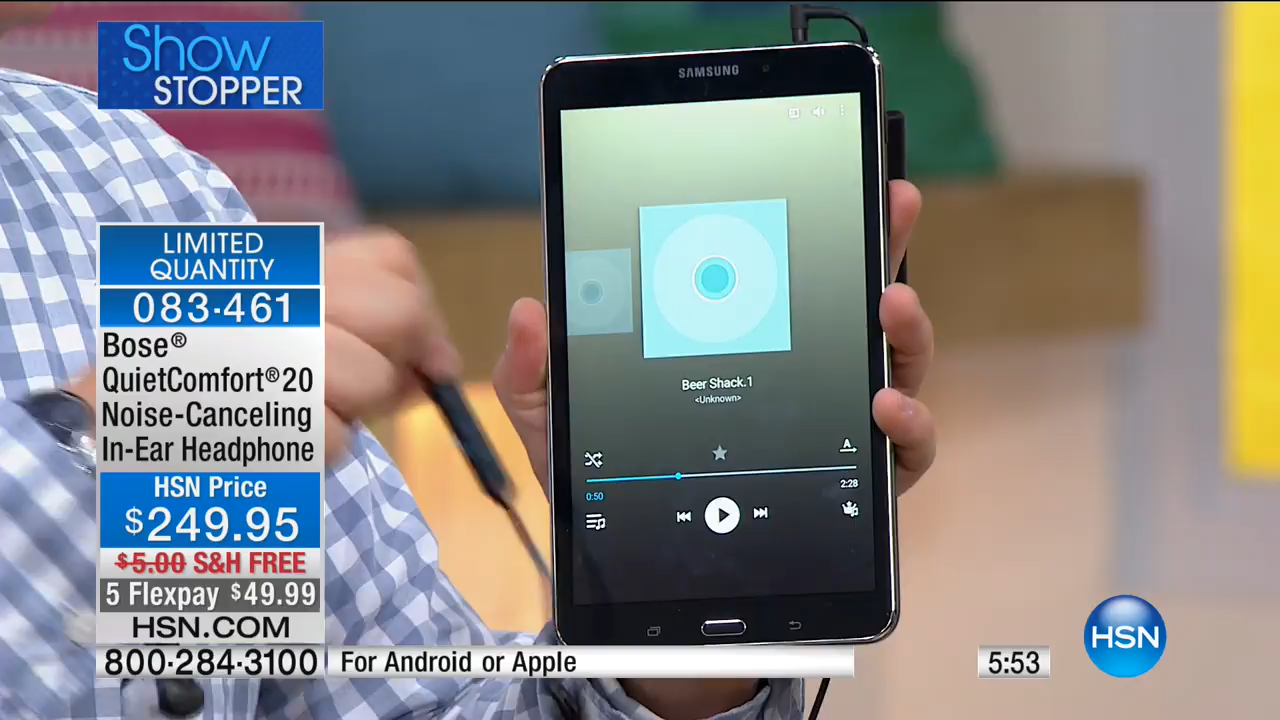 Show
STOPPER
LIMITED
QUANTITY
083·461
Bose®
QuietComfort®20
Noise-Canceling
In-Ear Headphone
HSN Price
$249.95
$5.00 S&H FREE
5 Flexpay $49.99
HSN.COM
800·284·3100
For Android or Apple
5:53
HSN
SAMSUNG
Beer Shack.1
<Unknown>
A
0:50
2:28